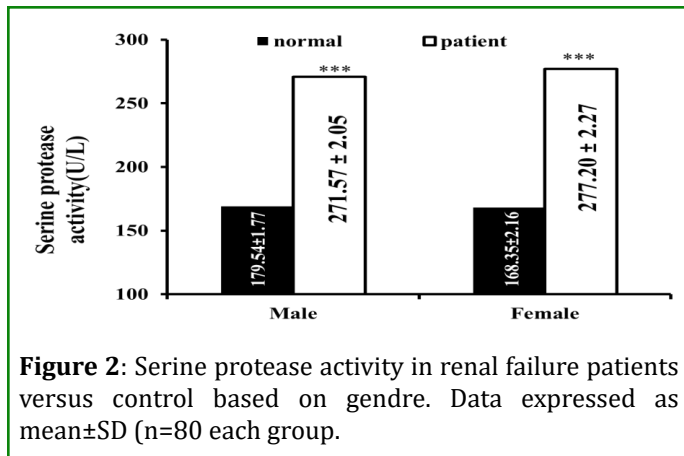 300
250
200
150
100
Serine protease
activity(U/L)
normal patient
***
***
179.54±1.77
271.57 ± 2.05
168.35±2.16
277.20 ± 2.27
Male Female
Figure 2: Serine protease activity in renal failure patients
versus control based on gendre. Data expressed as
mean±SD (n=80 each group.